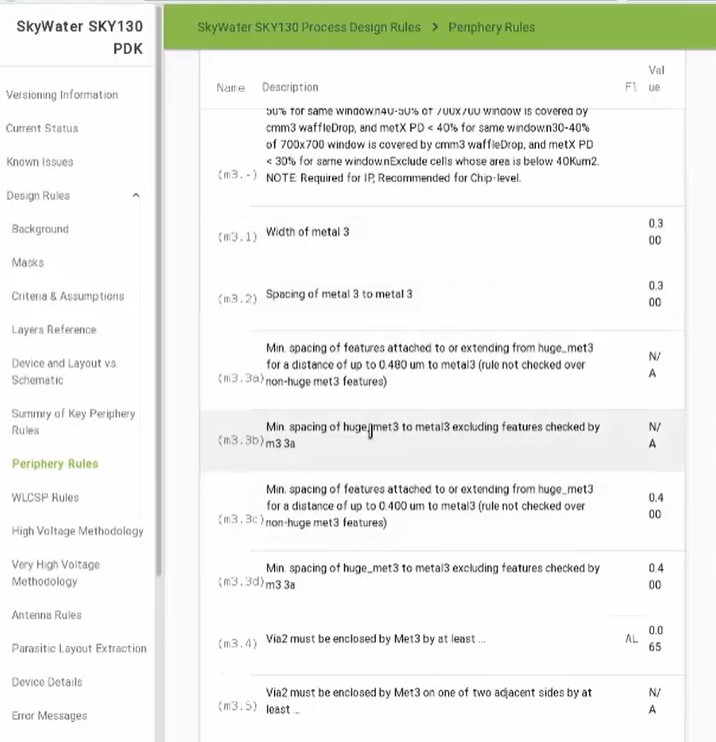 SkyWater SKY130
PDK
Versioning Information
Current Status
Known Issues
Design Rules
Background
Masks
Criteria & Assumptions
Layers Reference
Device and Layout vs.
Schematic
Summry of Key Periphery
Rules
Periphery Rules
WLCSP Rules
High Voltage Methodology
Very High Voltage
Methodology
Antenna Rules
Parasitic Layout Extraction
Device Details
Error Messages
SkyWater SKY130 Process Design Rules > Periphery Rules
Name Description Fl Val
ue
50% for same window\n40-50% of 700x700 window is covered by
cmm3 waffleDrop, and metX PD < 40% for same window\n30-40%
of 700x700 window is covered by cmm3 waffleDrop, and metX PD
< 30% for same window\nExclude cells whose area is below 40Kum2.
(m3.-) NOTE: Required for IP, Recommended for Chip-level.
(m3.1) Width of metal 3 0.3
00
(m3.2) Spacing of metal 3 to metal 3 0.3
00
Min. spacing of features attached to or extending from huge_met3
for a distance of up to 0.480 um to metal3 (rule not checked over N/
(m3.3a) non-huge met3 features) A
Min. spacing of huge_met3 to metal3 excluding features checked by N/
(m3.3b) m3.3a A
Min. spacing of features attached to or extending from huge_met3
for a distance of up to 0.400 um to metal3 (rule not checked over 0.4
(m3.3c) non-huge met3 features) 00
Min. spacing of huge_met3 to metal3 excluding features checked by 0.4
(m3.3d) m3.3a 00
(m3.4) Via2 must be enclosed by Met3 by at least … AL 0.0
65
Via2 must be enclosed by Met3 on one of two adjacent sides by at N/
(m3.5) least … A